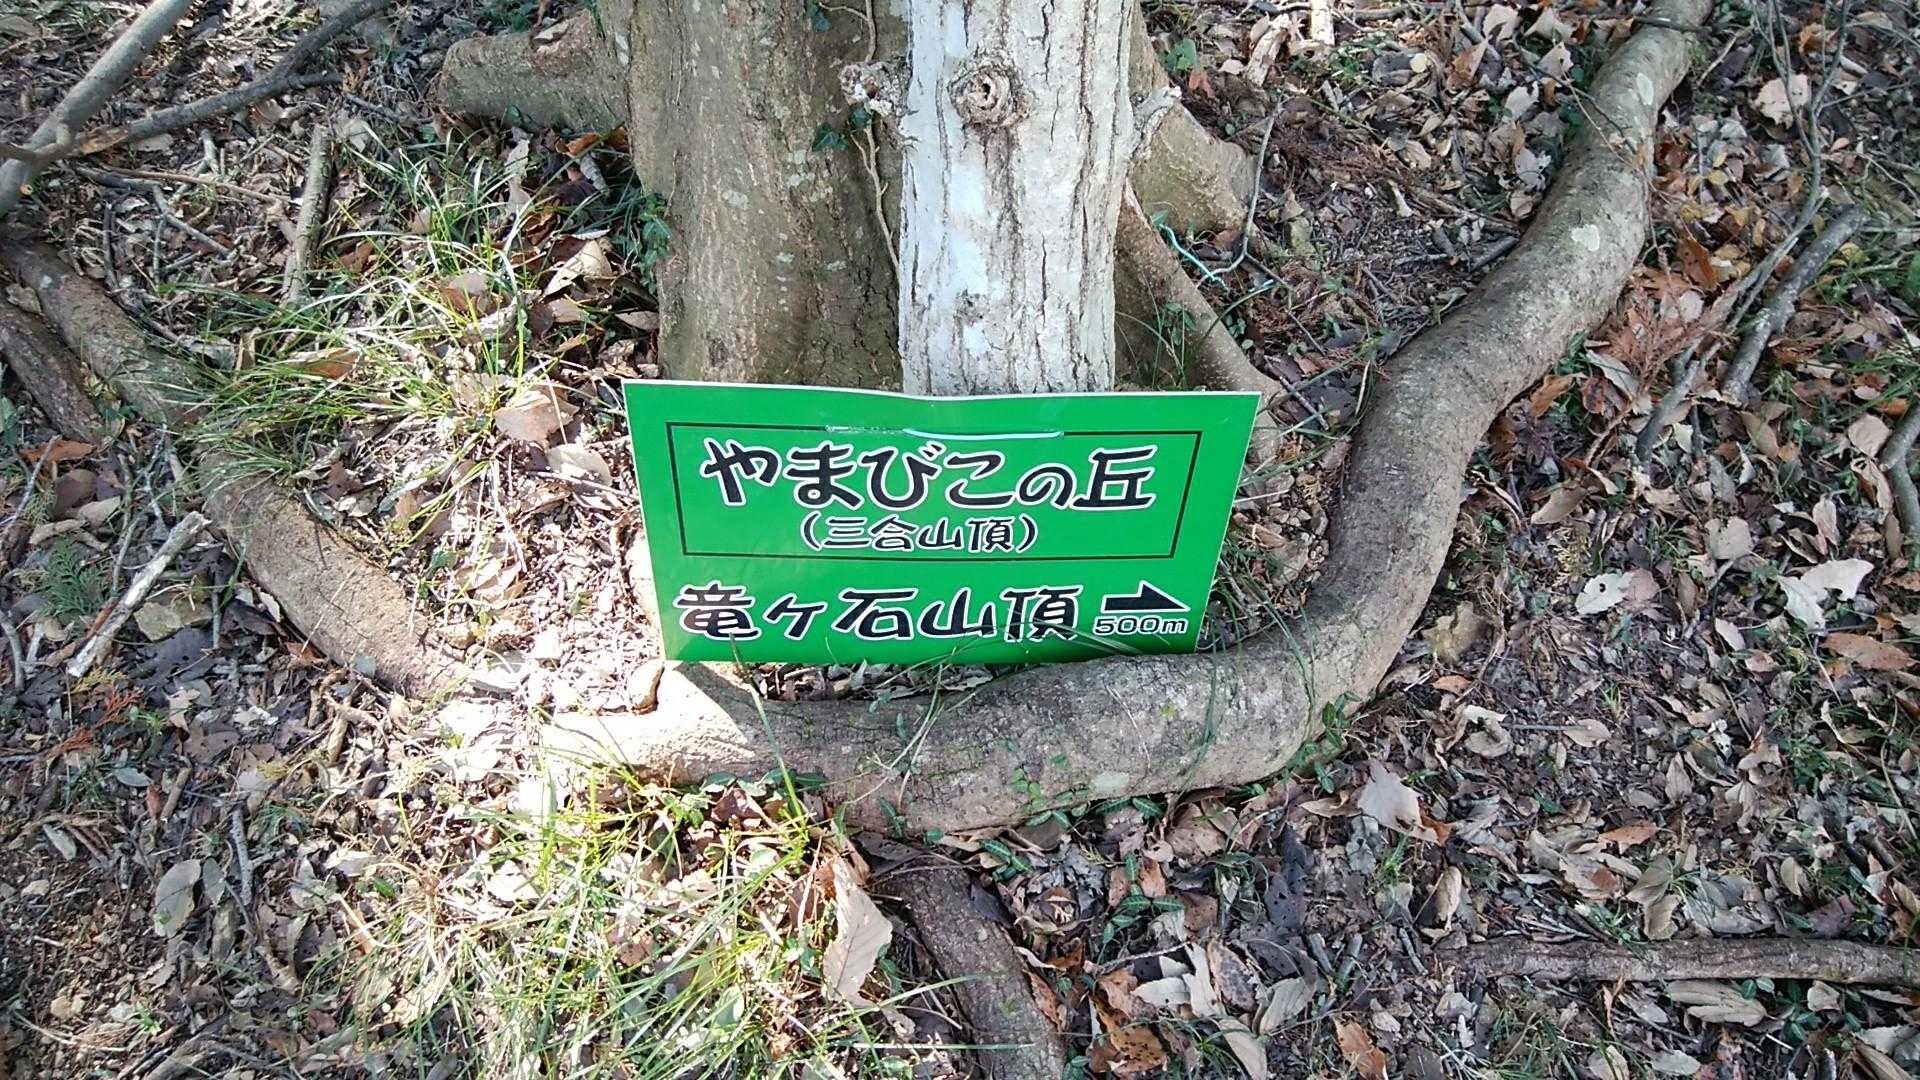 やまびこの丘
(三合山頂)
竜ヶ石山頂 →
500m